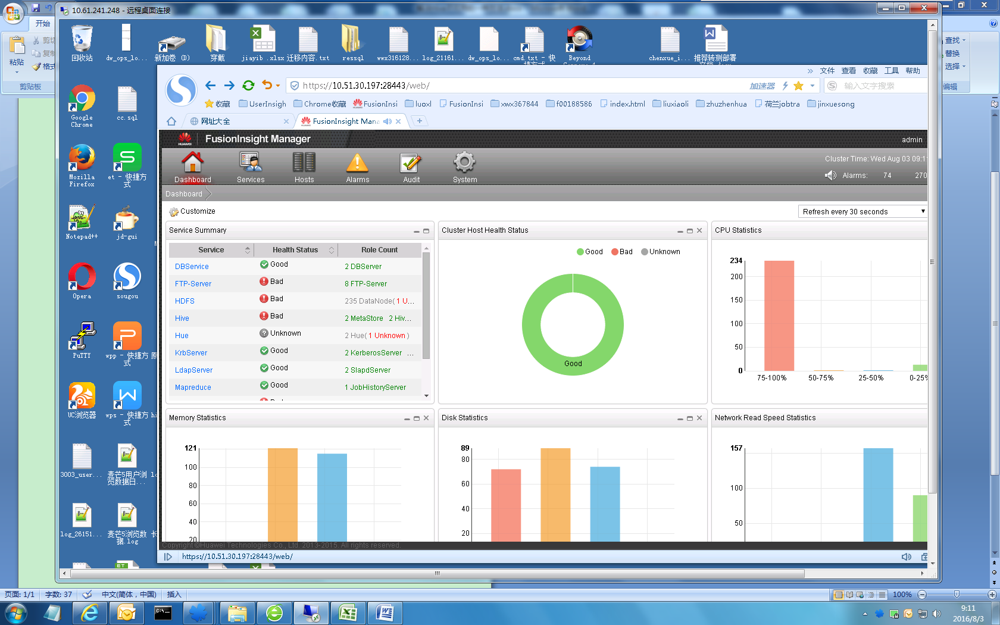 10.61.241.248 - 远程桌面连接
开始
剪切
复制
格式
粘贴
剪贴板
查找
替换
选择
编辑
回收站
dw_ops_lo...
新加卷 (D)
穿戴
jiayib .xlsx
迁移内容.txt
ressql
wwx316128...
log_21161...
dw_ops_lo...
cmd.txt - 快
捷方式
Beyond
chenxue_i...
推荐转测部署
Google
Chrome
cc.sql
Mozilla
Firefox
et - 快捷方
式
Notepad++
jd-gui
Opera
sougou
PuTTY
wpp - 快捷方
式
原
UC浏览器
wps - 快捷方
式
hi
3003_user...
麦芒5用户浏
览数据日...
log_26151...
麦芒5浏览数
据.log
长
文件 查看 收藏 工具 帮助
https://10.51.30.197:28443/web/
加速器
输入文字搜索
收藏 UserInsigh Chrome收藏 FusionInsi luoxl FusionInsi xwx367844 f00188586 index.html liuxiaoli zhuzhenhua 荷兰jobtra jinxuesong
网址大全
FusionInsight Mana
HUAWEI
FusionInsight Manager
admin
Dashboard Services Hosts Alarms Audit System
Cluster Time: Wed Aug 03 09:11
Alarms: 74 270
Dashboard
Customize
Refresh every 30 seconds
Service Summary
Service Health Status Role Count
DBService Good 2 DBServer
FTP-Server Bad 8 FTP-Server
HDFS Bad 235 DataNode( 1 U...
Hive Bad 2 MetaStore 2 Hiv...
Hue Unknown 2 Hue( 1 Unknown )
KrbServer Good 2 KerberosServer ...
LdapServer Good 2 SlapdServer
Mapreduce Good 1 JobHistoryServer
Cluster Host Health Status
Good Bad Unknown
Good
CPU Statistics
234
200
150
100
50
0
75-100% 50-75% 25-50% 0-25%
Memory Statistics
121
100
80
60
40
20
Disk Statistics
89
80
60
40
20
Network Read Speed Statistics
157
100
50
Copyright ©Huawei Technologies Co., Ltd. 2013-2015. All rights reserved.
https://10.51.30.197:28443/web/
页面: 1/1 字数: 37 中文(简体，中国) 插入
100%
9:11
2016/8/3